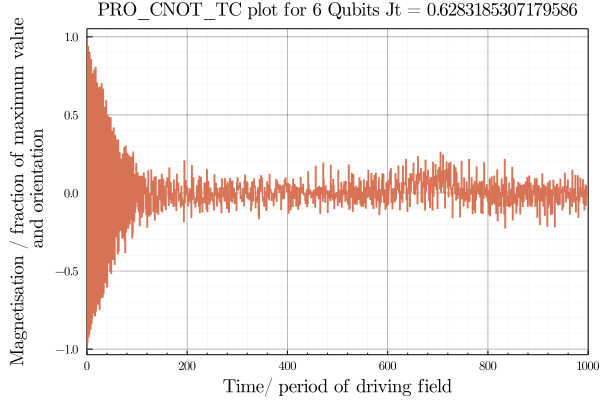 PRO_CNOT_TC plot for 6 Qubits Jt = 0.6283185307179586
Magnetisation / fraction of maximum value
and orientation
1.0
0.5
0.0
−0.5
−1.0
0 200 400 600 800 1000
Time/ period of driving field